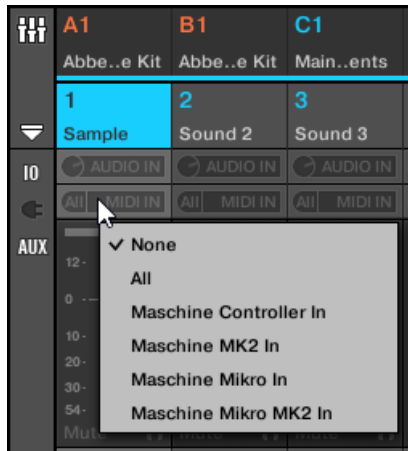 A1 B1 C1
Abbe..e Kit Abbe..e Kit Main..ents
1 2 3
Sample Sound 2 Sound 3
IO AUDIO IN AUDIO IN AUDIO IN
All MIDI IN All MIDI IN All MIDI IN
AUX
None
12-
All
0
Maschine Controller In
10-
Maschine MK2 In
20-
Maschine Mikro In
30-
54-
Maschine Mikro MK2 In
Mute Mute Mute